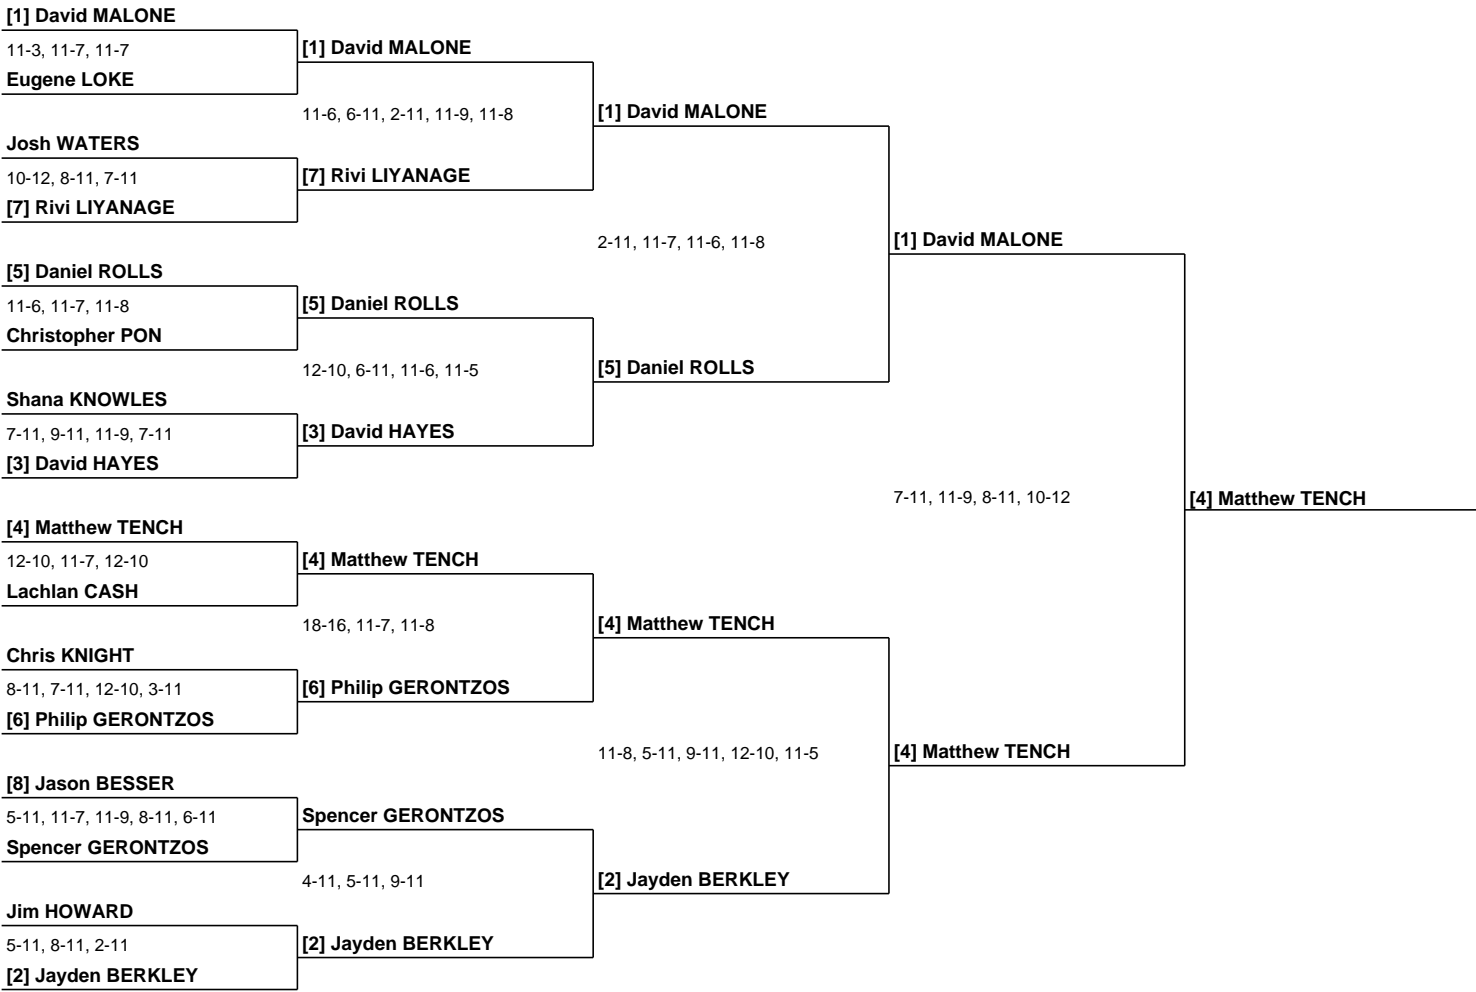 [1] David MALONE
11-3, 11-7, 11-7
Eugene LOKE
Josh WATERS
10-12, 8-11, 7-11
[7] Rivi LIYANAGE
[5] Daniel ROLLS
11-6, 11-7, 11-8
Christopher PON
Shana KNOWLES
7-11, 9-11, 11-9, 7-11
[3] David HAYES
[4] Matthew TENCH
12-10, 11-7, 12-10
Lachlan CASH
Chris KNIGHT
8-11, 7-11, 12-10, 3-11
[6] Philip GERONTZOS
[8] Jason BESSER
5-11, 11-7, 11-9, 8-11, 6-11
Spencer GERONTZOS
Jim HOWARD
5-11, 8-11, 2-11
[2] Jayden BERKLEY
[1] David MALONE
11-6, 6-11, 2-11, 11-9, 11-8
[7] Rivi LIYANAGE
[5] Daniel ROLLS
12-10, 6-11, 11-6, 11-5
[3] David HAYES
[4] Matthew TENCH
18-16, 11-7, 11-8
[6] Philip GERONTZOS
Spencer GERONTZOS
4-11, 5-11, 9-11
[2] Jayden BERKLEY
[1] David MALONE
2-11, 11-7, 11-6, 11-8
[5] Daniel ROLLS
[4] Matthew TENCH
11-8, 5-11, 9-11, 12-10, 11-5
[2] Jayden BERKLEY
[1] David MALONE
7-11, 11-9, 8-11, 10-12
[4] Matthew TENCH
[4] Matthew TENCH